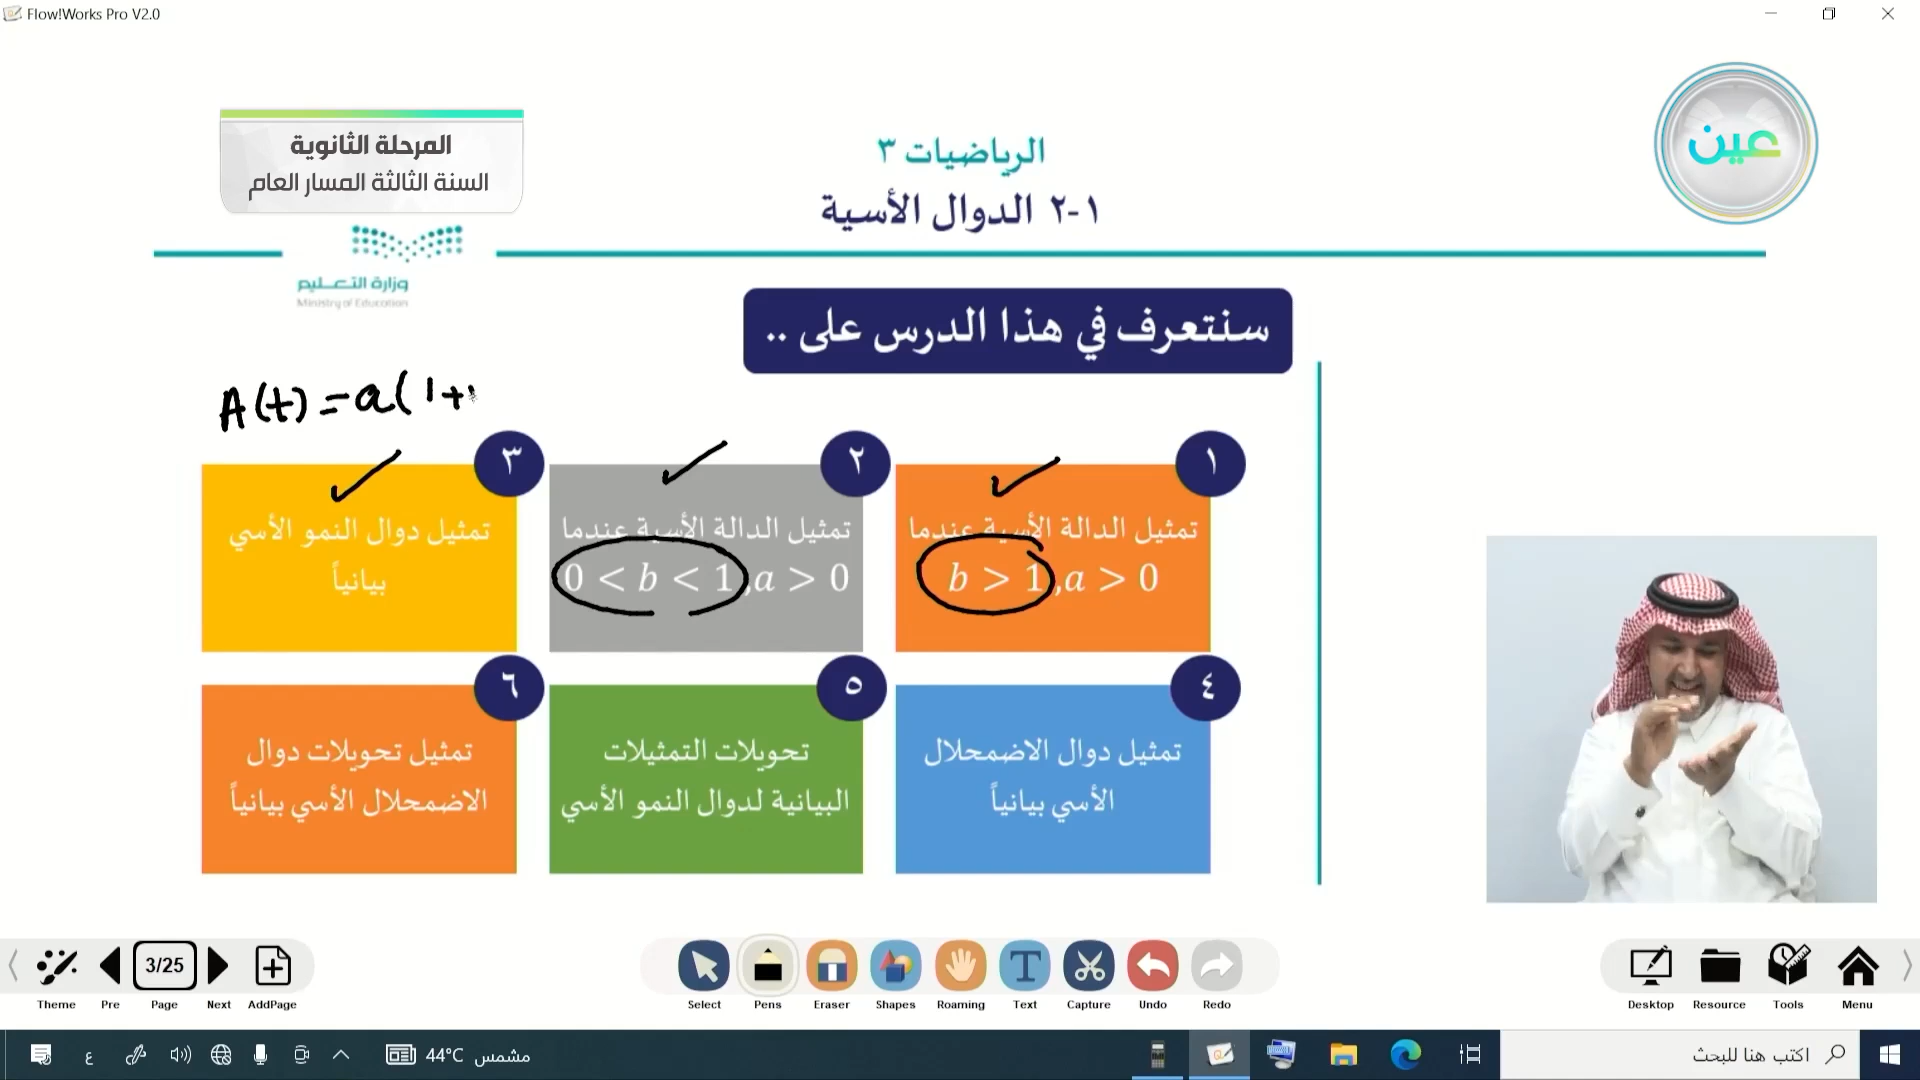 Flow!Works Pro V2.0
عين
المرحلة الثانوية
السنة الثالثة المسار العام
الرياضيات ٣
٢-١ الدوال الأسية
وزارة التعليم
Ministry of Education
سنتعرف في هذا الدرس على ..
A(t) = a(1+
١
تمثيل الدالة الأسية عندما
b > 1 ,a > 0
٢
تمثيل الدالة الأسية عندما
0 < b < 1 ,a > 0
٣
تمثيل دوال النمو الأسي
بيانياً
٤
تمثيل دوال الاضمحلال
الأسي بيانياً
٥
تحويلات التمثيلات
البيانية لدوال النمو الأسي
٦
تمثيل تحويلات دوال
الاضمحلال الأسي بيانياً
3/25
Theme Pre Page Next AddPage
Select Pens Eraser Shapes Roaming Text Capture Undo Redo
Desktop Resource Tools Menu
ع
44°C مشمس
اكتب هنا للبحث